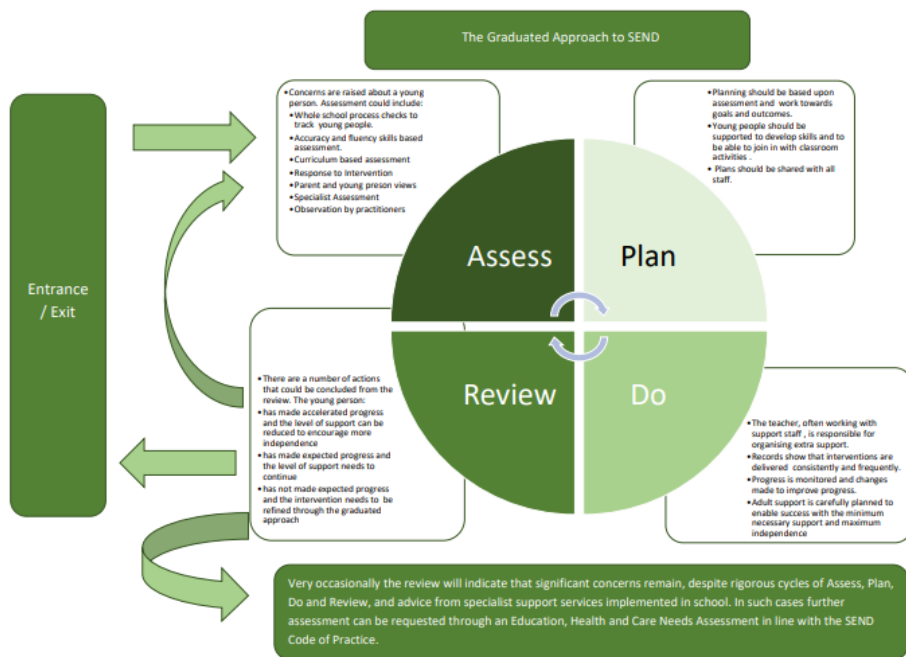 The Graduated Approach to SEND
Entrance
/ Exit
•Concerns are raised about a young
person. Assessment could include:
•Whole school process checks to
track young people.
•Accuracy and fluency skills based
assessment.
•Curriculum based assessment
•Response to Intervention
•Parent and young preson views
•Specialist Assessment
•Observation by practitioners
•Planning should be based upon
assessment and work towards
goals and outcomes.
•Young people should be
supported to develop skills and to
be able to join in with classroom
activities .
• Plans should be shared with all
staff.
Assess
Plan
Review
Do
•There are a number of actions
that could be concluded from the
review. The young person:
•has made accelerated progress
and the level of support can be
reduced to encourage more
independence
•has made expected progress and
the level of support needs to
continue
•has not made expected progress
and the intervention needs to be
refined through the graduated
approach
•The teacher, often working with
support staff , is responsible for
organising extra support.
•Records show that interventions are
delivered consistently and frequently.
•Progress is monitored and changes
made to improve progress.
•Adult support is carefully planned to
enable success with the minimum
necessary support and maximum
independence
Very occasionally the review will indicate that significant concerns remain, despite rigorous cycles of Assess, Plan,
Do and Review, and advice from specialist support services implemented in school. In such cases further
assessment can be requested through an Education, Health and Care Needs Assessment in line with the SEND
Code of Practice.